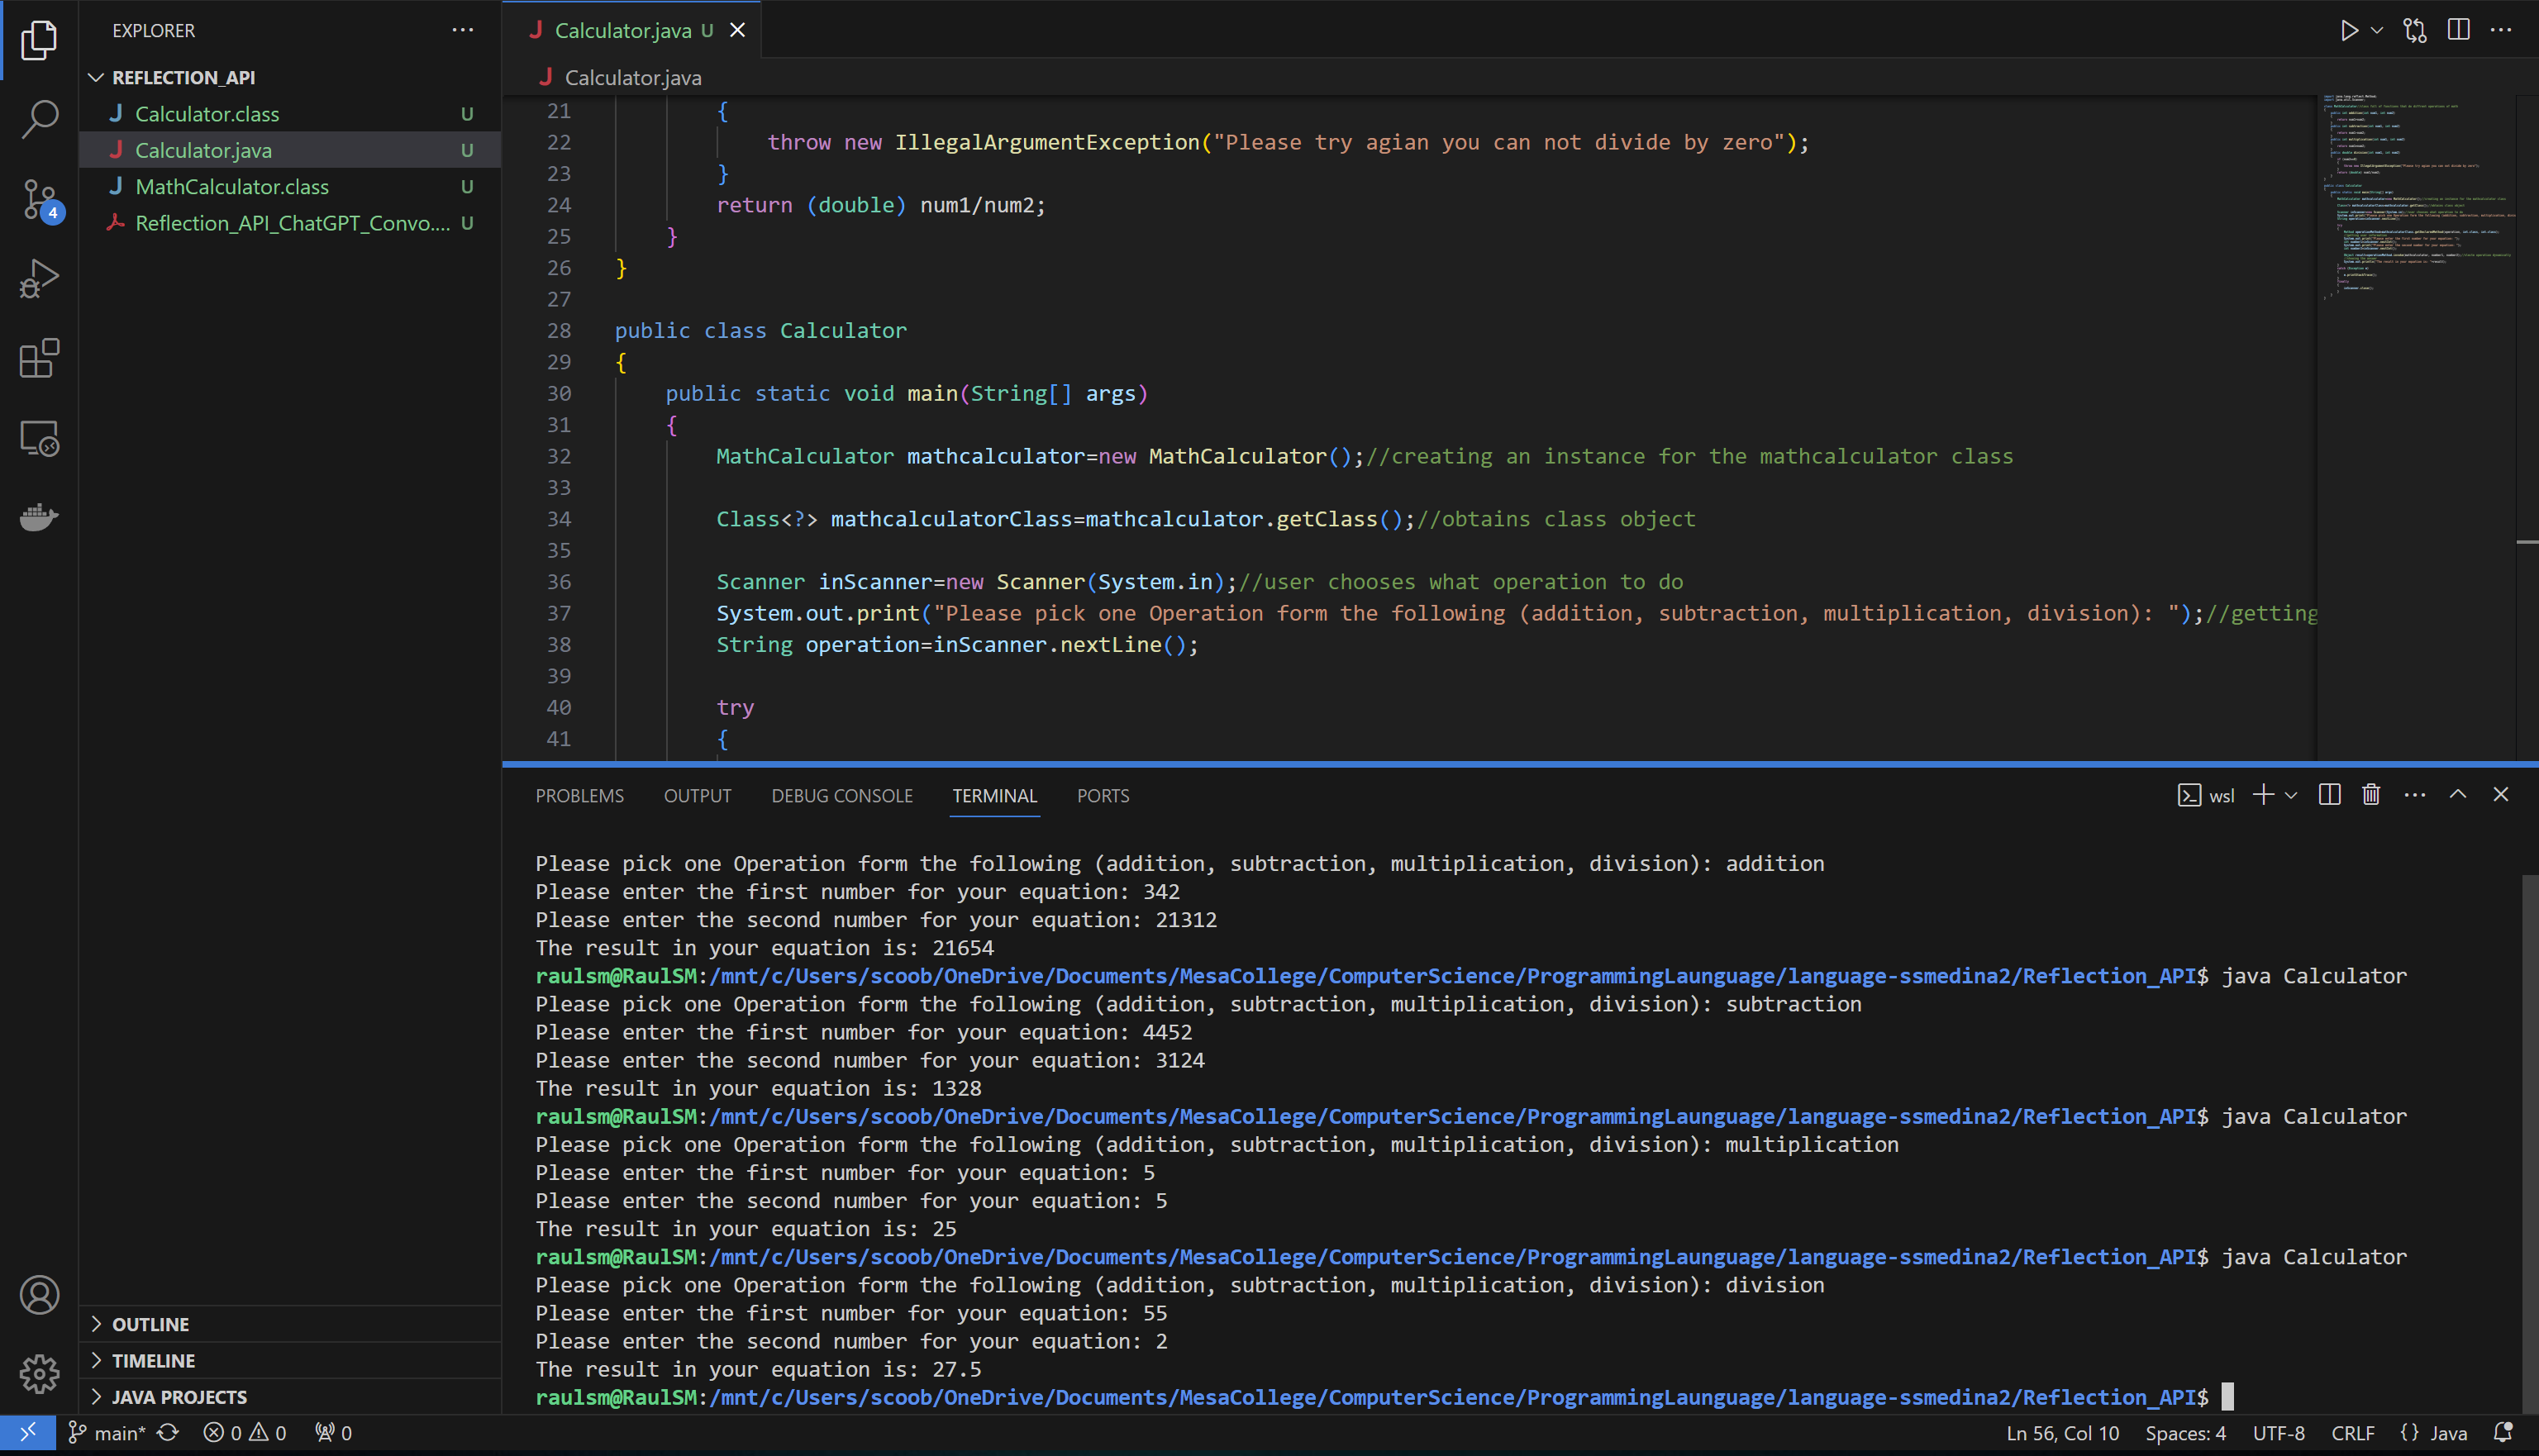 EXPLORER
REFLECTION_API
Calculator.class U
Calculator.java U
MathCalculator.class U
Reflection_API_ChatGPT_Convo.... U
4
OUTLINE
TIMELINE
JAVA PROJECTS
Calculator.java U
Calculator.java
21 {
22 throw new IllegalArgumentException("Please try agian you can not divide by zero");
23 }
24 return (double) num1/num2;
25 }
26 }
27
28 public class Calculator
29 {
30 public static void main(String[] args)
31 {
32 MathCalculator mathcalculator=new MathCalculator();//creating an instance for the mathcalculator class
33
34 Class<?> mathcalculatorClass=mathcalculator.getClass();//obtains class object
35
36 Scanner inScanner=new Scanner(System.in);//user chooses what operation to do
37 System.out.print("Please pick one Operation form the following (addition, subtraction, multiplication, division): ");//getting
38 String operation=inScanner.nextLine();
39
40 try
41 {
PROBLEMS OUTPUT DEBUG CONSOLE TERMINAL PORTS
wsl
Please pick one Operation form the following (addition, subtraction, multiplication, division): addition
Please enter the first number for your equation: 342
Please enter the second number for your equation: 21312
The result in your equation is: 21654
raulsm@RaulSM:/mnt/c/Users/scoob/OneDrive/Documents/MesaCollege/ComputerScience/ProgrammingLaunguage/language-ssmedina2/Reflection_API$ java Calculator
Please pick one Operation form the following (addition, subtraction, multiplication, division): subtraction
Please enter the first number for your equation: 4452
Please enter the second number for your equation: 3124
The result in your equation is: 1328
raulsm@RaulSM:/mnt/c/Users/scoob/OneDrive/Documents/MesaCollege/ComputerScience/ProgrammingLaunguage/language-ssmedina2/Reflection_API$ java Calculator
Please pick one Operation form the following (addition, subtraction, multiplication, division): multiplication
Please enter the first number for your equation: 5
Please enter the second number for your equation: 5
The result in your equation is: 25
raulsm@RaulSM:/mnt/c/Users/scoob/OneDrive/Documents/MesaCollege/ComputerScience/ProgrammingLaunguage/language-ssmedina2/Reflection_API$ java Calculator
Please pick one Operation form the following (addition, subtraction, multiplication, division): division
Please enter the first number for your equation: 55
Please enter the second number for your equation: 2
The result in your equation is: 27.5
raulsm@RaulSM:/mnt/c/Users/scoob/OneDrive/Documents/MesaCollege/ComputerScience/ProgrammingLaunguage/language-ssmedina2/Reflection_API$
main* 0 0 0 Ln 56, Col 10 Spaces: 4 UTF-8 CRLF {} Java